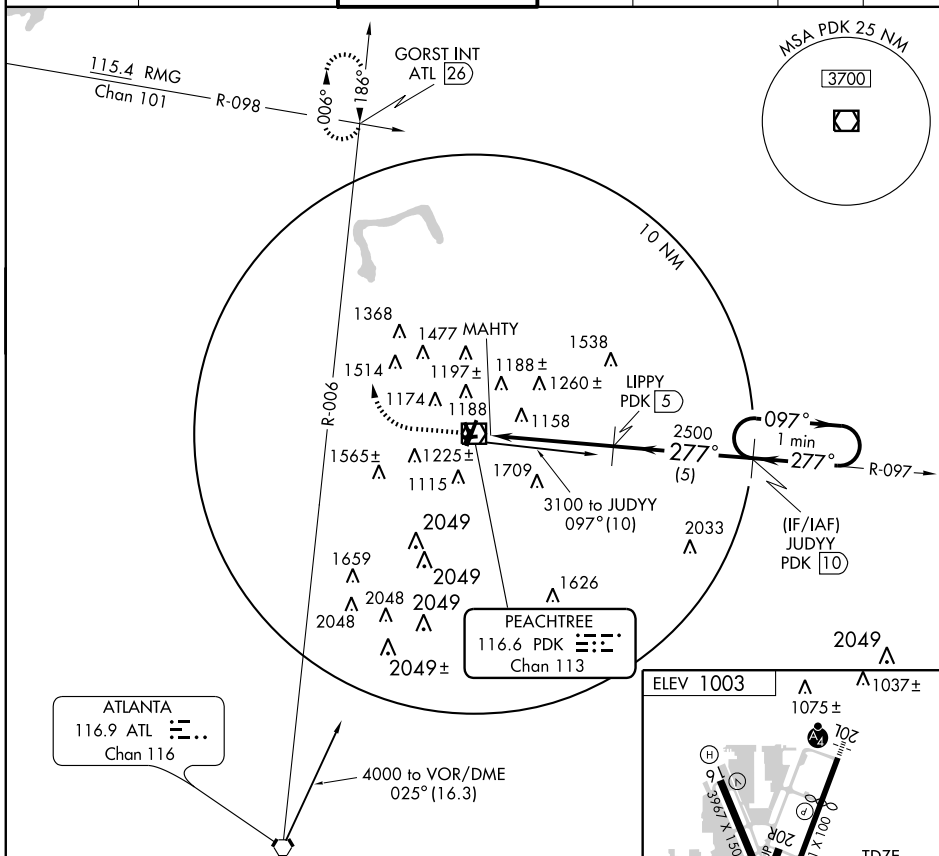 115.4 RMG
Chan 101
R-098
006°
186°
GORST INT
ATL 26
MSA PDK 25 NM
3700
10 NM
1368
1477
MAHTY
1538
1514
1197±
1188±
1260±
1174
1188
1158
LIPPY
PDK 5
R-006
2500
277°
(5)
097°
1 min
277°
R-097
1565±
1225±
1115
1709
3100 to JUDYY
097° (10)
(IF/IAF)
JUDYY
PDK 10
2049
2049
2033
1659
1626
2048
2048
2049
2049±
PEACHTREE
116.6 PDK
Chan 113
2049
1037±
1075±
ELEV 1003
ATLANTA
116.9 ATL
Chan 116
4000 to VOR/DME
025° (16.3)
A4
20L
H
3967 X 150
20R
X 100
TDZE